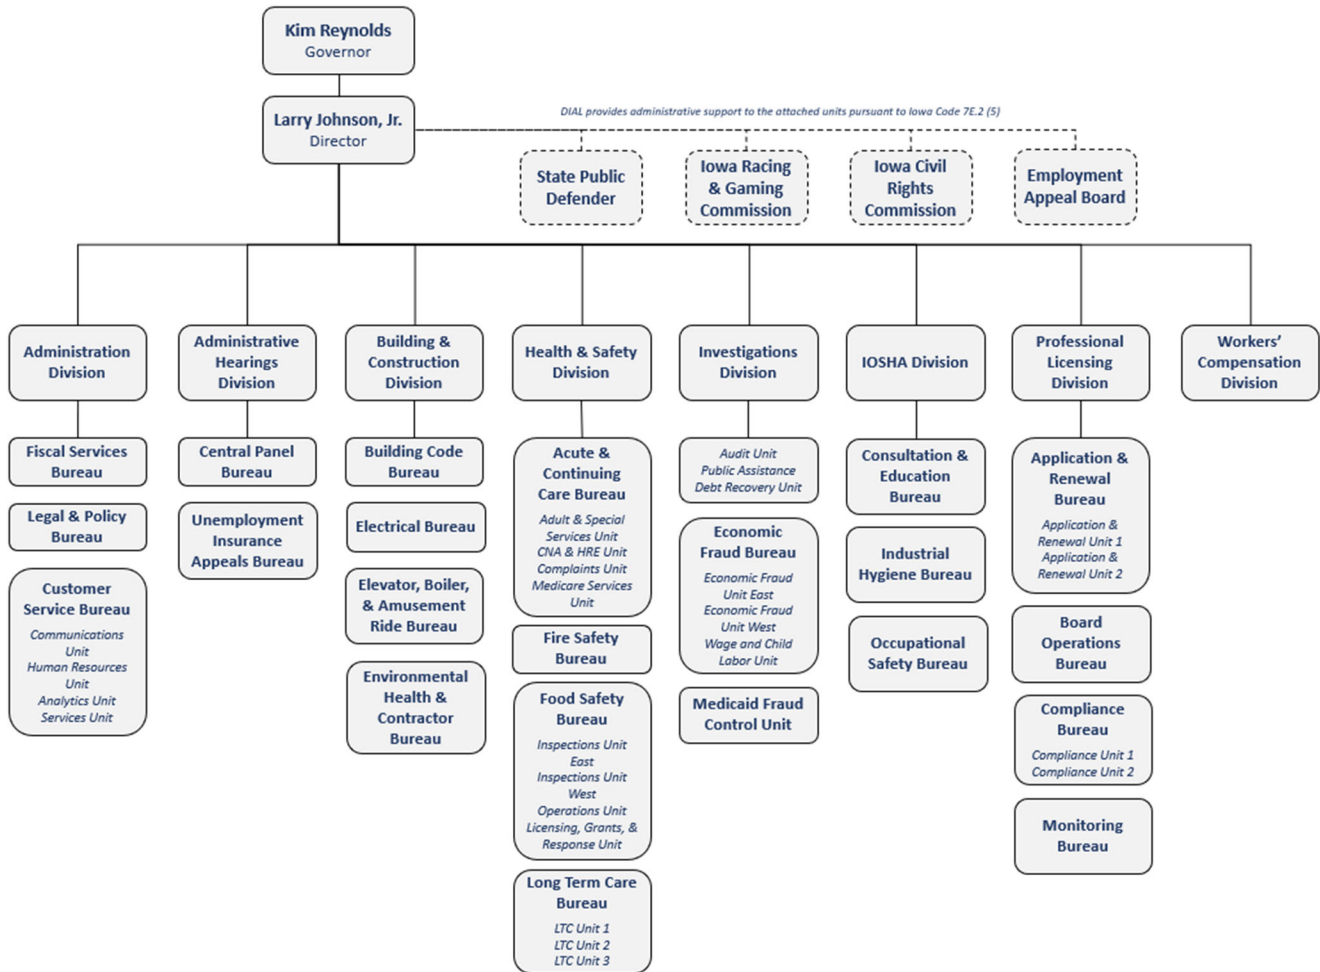 Kim Reynolds
Governor
Larry Johnson, Jr.
Director
DIAL provides administrative support to the attached units pursuant to Iowa Code 7E.2 (5)
State Public
Defender
Iowa Racing
& Gaming
Commission
Iowa Civil
Rights
Commission
Employment
Appeal Board
Administration
Division
Fiscal Services
Bureau
Legal & Policy
Bureau
Customer
Service Bureau
Communications
Unit
Human Resources
Unit
Analytics Unit
Services Unit
Administrative
Hearings
Division
Central Panel
Bureau
Unemployment
Insurance
Appeals Bureau
Building &
Construction
Division
Building Code
Bureau
Electrical Bureau
Elevator, Boiler,
& Amusement
Ride Bureau
Environmental
Health &
Contractor
Bureau
Health & Safety
Division
Acute &
Continuing
Care Bureau
Adult & Special
Services Unit
CNA & HRE Unit
Complaints Unit
Medicare Services
Unit
Fire Safety
Bureau
Food Safety
Bureau
Inspections Unit
East
Inspections Unit
West
Operations Unit
Licensing, Grants, &
Response Unit
Long Term Care
Bureau
LTC Unit 1
LTC Unit 2
LTC Unit 3
Investigations
Division
Audit Unit
Public Assistance
Debt Recovery Unit
Economic
Fraud Bureau
Economic Fraud
Unit East
Economic Fraud
Unit West
Wage and Child
Labor Unit
Medicaid Fraud
Control Unit
IOSHA Division
Consultation &
Education
Bureau
Industrial
Hygiene Bureau
Occupational
Safety Bureau
Professional
Licensing
Division
Application &
Renewal
Bureau
Application &
Renewal Unit 1
Application &
Renewal Unit 2
Board
Operations
Bureau
Compliance
Bureau
Compliance Unit 1
Compliance Unit 2
Monitoring
Bureau
Workers’
Compensation
Division